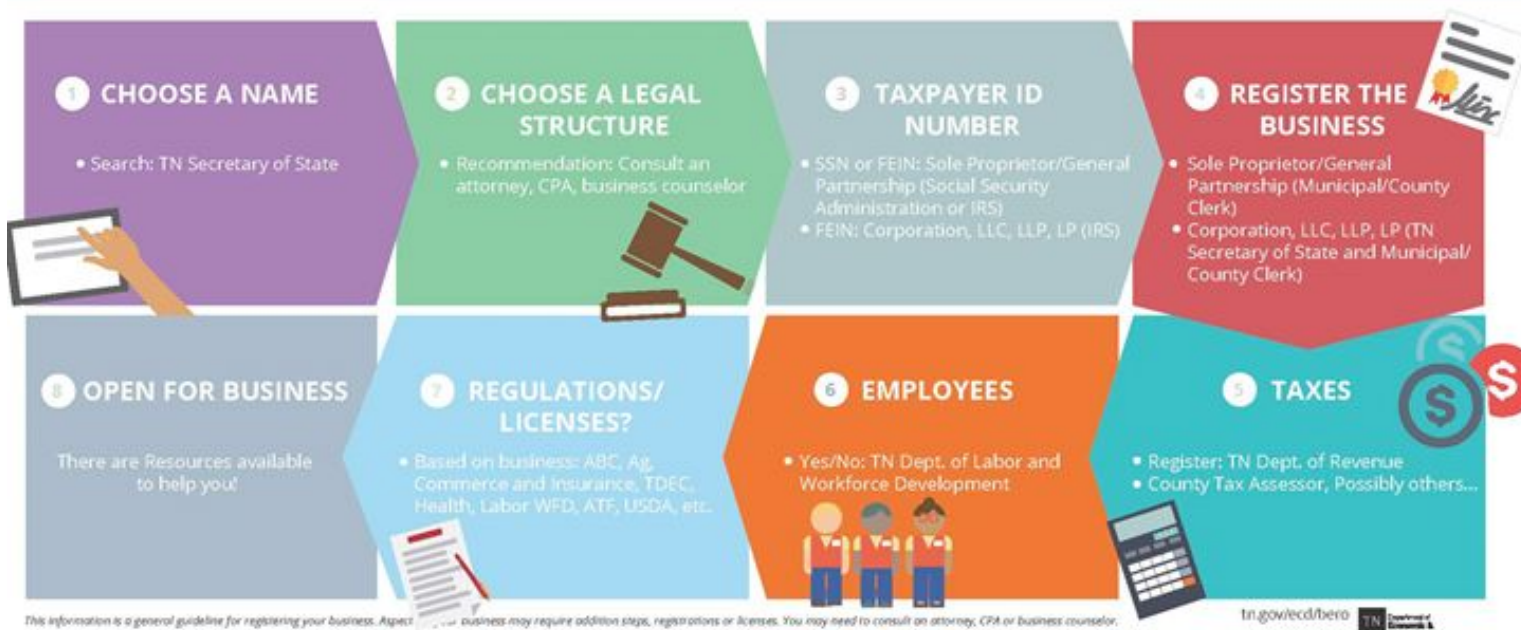 1 CHOOSE A NAME
• Search: TN Secretary of State
2 CHOOSE A LEGAL
STRUCTURE
• Recommendation: Consult an
attorney, CPA, business counselor
3 TAXPAYER ID
NUMBER
• SSN or FEIN: Sole Proprietor/General
Partnership (Social Security
Administration or IRS)
• FEIN: Corporation, LLC, LLP, LP (IRS)
4 REGISTER THE
BUSINESS
• Sole Proprietor/General
Partnership (Municipal/County
Clerk)
• Corporation, LLC, LLP, LP (TN
Secretary of State and Municipal/
County Clerk)
5 TAXES
• Register: TN Dept. of Revenue
• County Tax Assessor, Possibly others...
6 EMPLOYEES
• Yes/No: TN Dept. of Labor and
Workforce Development
7 REGULATIONS/
LICENSES?
• Based on business: ABC, Ag,
Commerce and Insurance, TDEC,
Health, Labor WFD, ATF, USDA, etc.
8 OPEN FOR BUSINESS
There are Resources available
to help you!
This information is a general guideline for registering your business. Aspect business may require addition steps, registrations or licenses. You may need to consult an attorney, CPA or business counselor.
tn.gov/ecd/bero
TN Department of
Economic &